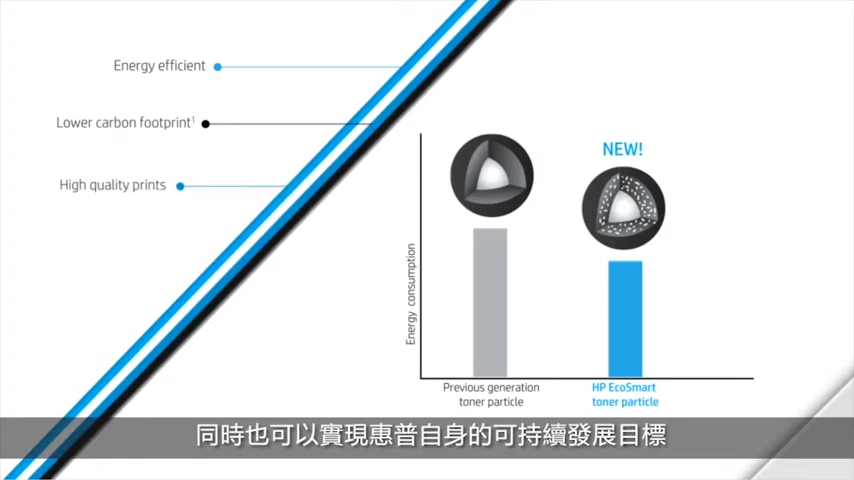 Energy efficient
Lower carbon footprint¹
High quality prints
NEW!
Energy consumption
Previous generation
toner particle
HP EcoSmart
toner particle
同時也可以實現惠普自身的可持續發展目標